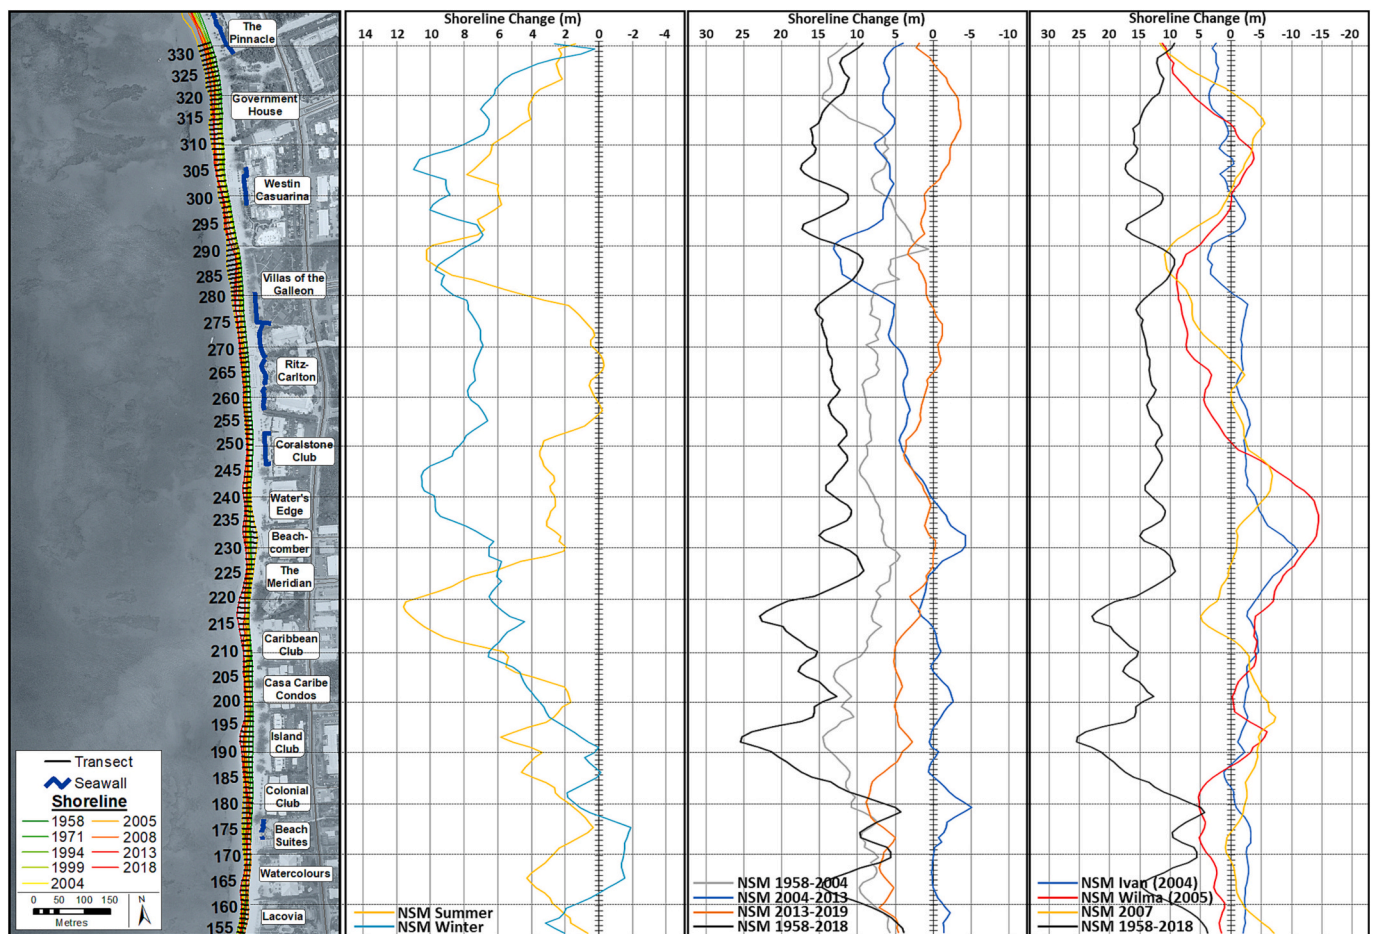 The
Pinnacle
330
325
320
Government
House
315
310
305
Westin
Casuarina
300
295
290
285
Villas of the
Galleon
280
275
270
Ritz-
Carlton
265
260
255
250
Coralstone
Club
245
240
Water's
Edge
235
Beach-
comber
230
225
The
Meridian
220
215
Caribbean
Club
210
205
Casa Caribe
Condos
200
195
Island
Club
190
185
Colonial
Club
180
175
Beach
Suites
170
Watercolours
165
160
Lacovia
155
Transect
Seawall
Shoreline
1958 2005
1971 2008
1994 2013
1999 2018
2004
0 50 100 150
Metres
N
Shoreline Change (m)
14 12 10 8 6 4 2 0 -2 -4
NSM Summer
NSM Winter
Shoreline Change (m)
30 25 20 15 10 5 0 -5 -10
NSM 1958-2004
NSM 2004-2013
NSM 2013-2019
NSM 1958-2018
Shoreline Change (m)
30 25 20 15 10 5 0 -5 -10 -15 -20
NSM Ivan (2004)
NSM Wilma (2005)
NSM 2007
NSM 1958-2018